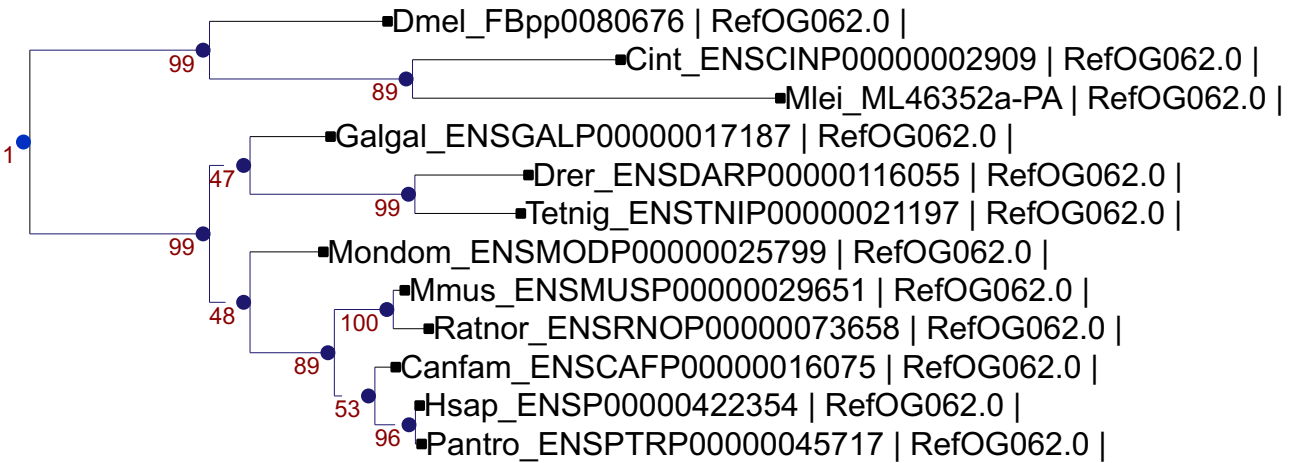 Dmel_FBpp0080676 | RefOG062.0 |
99
Cint_ENSCINP00000002909 | RefOG062.0 |
89
Mlei_ML46352a-PA | RefOG062.0 |
1
Galgal_ENSGALP00000017187 | RefOG062.0 |
47
Drer_ENSDARP00000116055 | RefOG062.0 |
99
Tetnig_ENSTNIP00000021197 | RefOG062.0 |
99
Mondom_ENSMODP00000025799 | RefOG062.0 |
48
Mmus_ENSMUSP00000029651 | RefOG062.0 |
100
Ratnor_ENSRNOP00000073658 | RefOG062.0 |
89
Canfam_ENSCAFP00000016075 | RefOG062.0 |
53
Hsap_ENSP00000422354 | RefOG062.0 |
96
Pantro_ENSPTRP00000045717 | RefOG062.0 |